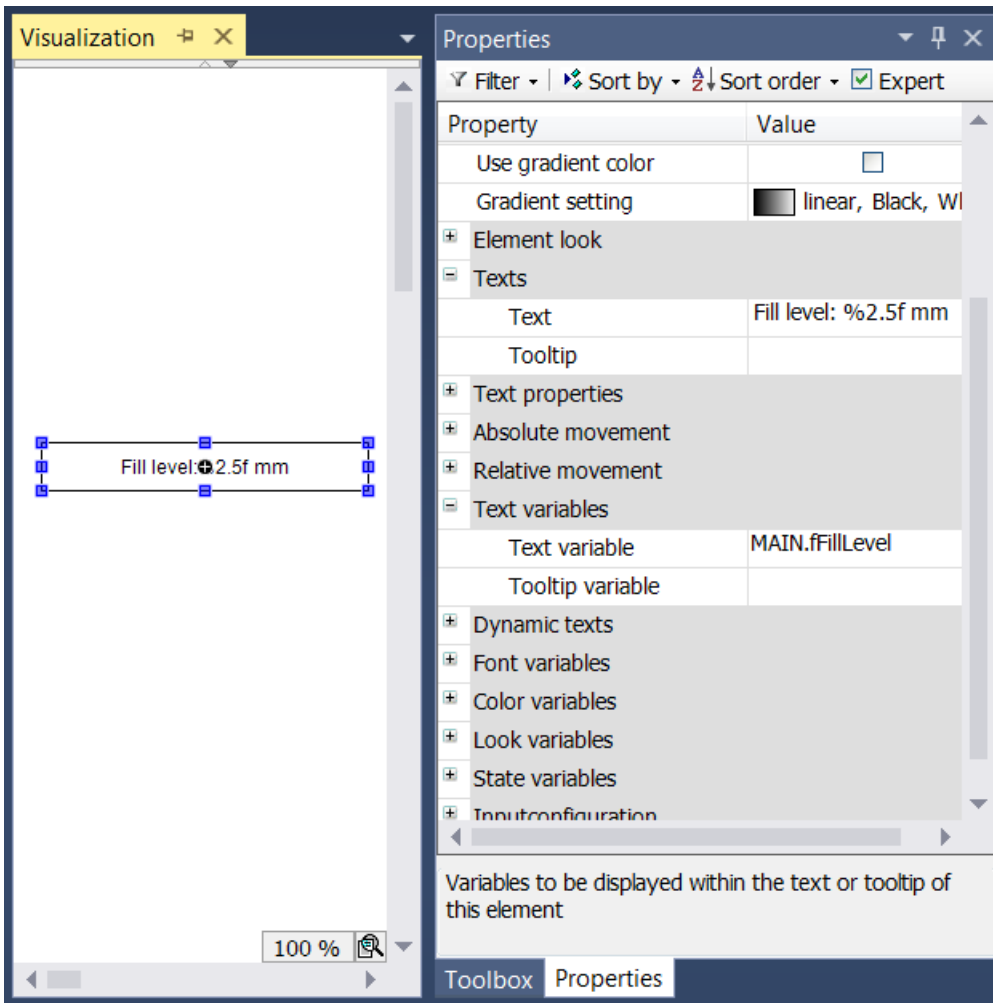 Visualization
Fill level: 2.5f mm
100 %
Properties
Filter
Sort by
Sort order
Expert
Property Value
Use gradient color
Gradient setting linear, Black, Wl
Element look
Texts
Text Fill level: %2.5f mm
Tooltip
Text properties
Absolute movement
Relative movement
Text variables
Text variable MAIN.fFillLevel
Tooltip variable
Dynamic texts
Font variables
Color variables
Look variables
State variables
Inputconfiguration
Variables to be displayed within the text or tooltip of
this element
Toolbox Properties